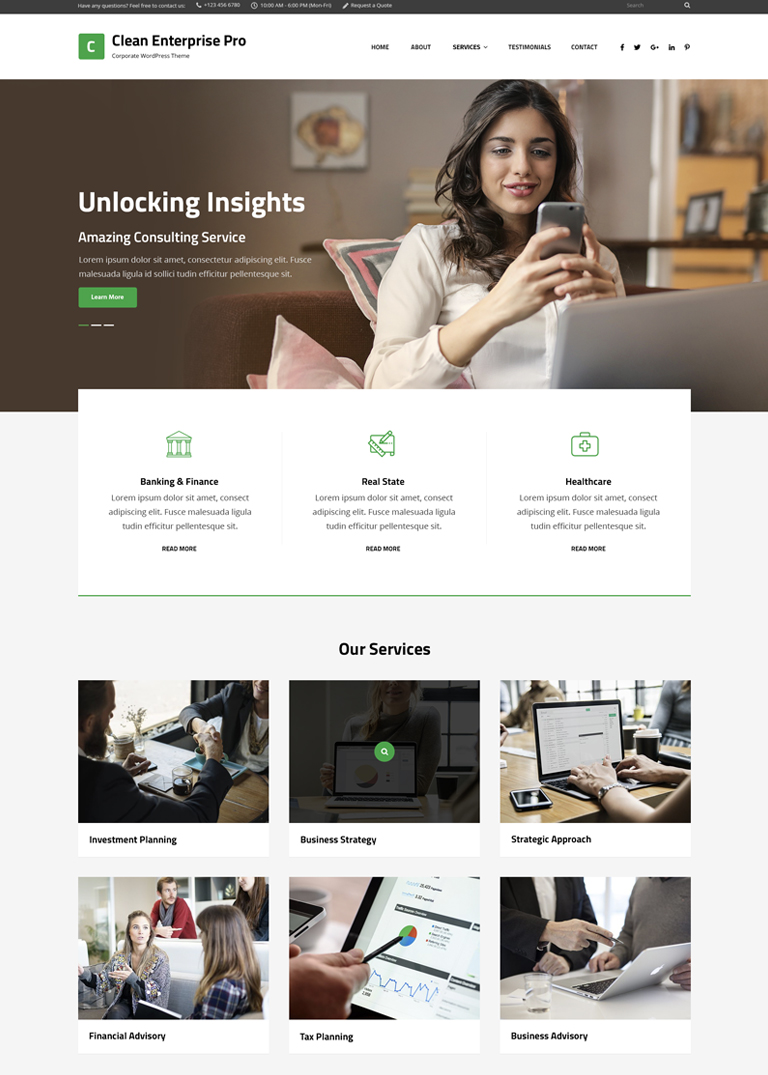 Have any questions? Feel free to contact us: +123 456 6780 10:00 AM - 6:00 PM (Mon-Fri) Request a Quote Search
C Clean Enterprise Pro
Corporate WordPress Theme
HOME ABOUT SERVICES TESTIMONIALS CONTACT
Unlocking Insights
Amazing Consulting Service
Lorem ipsum dolor sit amet, consectetur adipiscing elit. Fusce
malesuada ligula id sollici tudin efficitur pellentesque sit.
Learn More
Banking & Finance
Lorem ipsum dolor sit amet, consect
adipiscing elit. Fusce malesuada ligula
tudin efficitur pellentesque sit.
READ MORE
Real State
Lorem ipsum dolor sit amet, consect
adipiscing elit. Fusce malesuada ligula
tudin efficitur pellentesque sit.
READ MORE
Healthcare
Lorem ipsum dolor sit amet, consect
adipiscing elit. Fusce malesuada ligula
tudin efficitur pellentesque sit.
READ MORE
Our Services
Investment Planning
Business Strategy
Strategic Approach
Financial Advisory
Tax Planning
Business Advisory